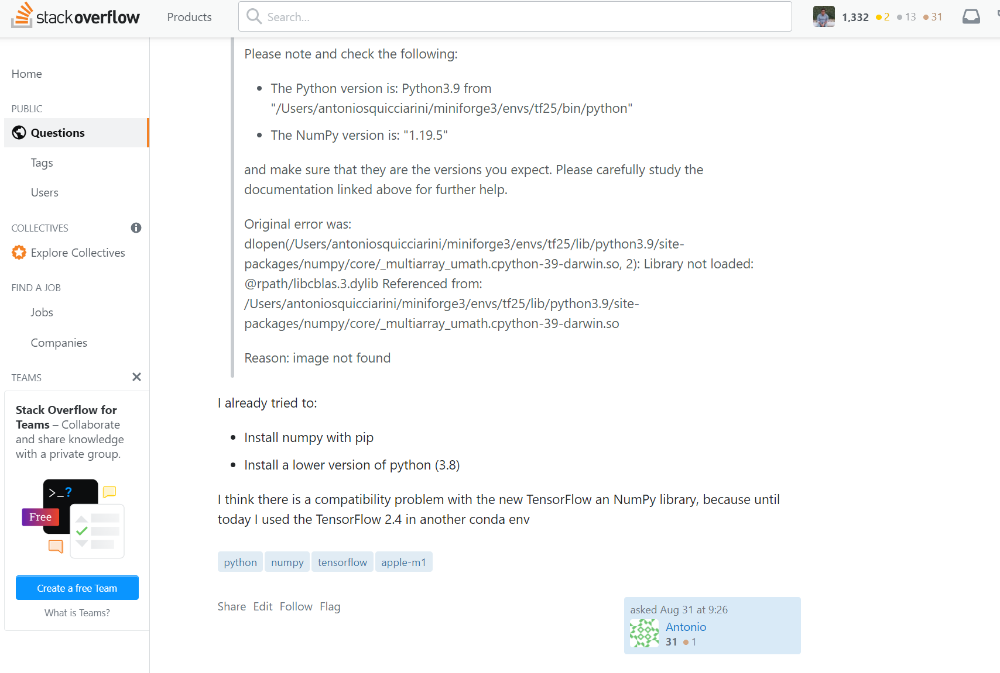 stack overflow
Products
Search...
1,332 2 13 31
Home
PUBLIC
Questions
Tags
Users
COLLECTIVES
Explore Collectives
FIND A JOB
Jobs
Companies
TEAMS
Stack Overflow for
Teams – Collaborate
and share knowledge
with a private group.
>_?
Free
Create a free Team
What is Teams?
Please note and check the following:
• The Python version is: Python3.9 from
"/Users/antoniosquicciarini/miniforge3/envs/tf25/bin/python"
• The NumPy version is: "1.19.5"
and make sure that they are the versions you expect. Please carefully study the
documentation linked above for further help.
Original error was:
dlopen(/Users/antoniosquicciarini/miniforge3/envs/tf25/lib/python3.9/site-
packages/numpy/core/_multiarray_umath.cpython-39-darwin.so, 2): Library not loaded:
@rpath/libcblas.3.dylib Referenced from:
/Users/antoniosquicciarini/miniforge3/envs/tf25/lib/python3.9/site-
packages/numpy/core/_multiarray_umath.cpython-39-darwin.so
Reason: image not found
I already tried to:
• Install numpy with pip
• Install a lower version of python (3.8)
I think there is a compatibility problem with the new TensorFlow an NumPy library, because until
today I used the TensorFlow 2.4 in another conda env
python numpy tensorflow apple-m1
Share Edit Follow Flag
asked Aug 31 at 9:26
Antonio
31 1